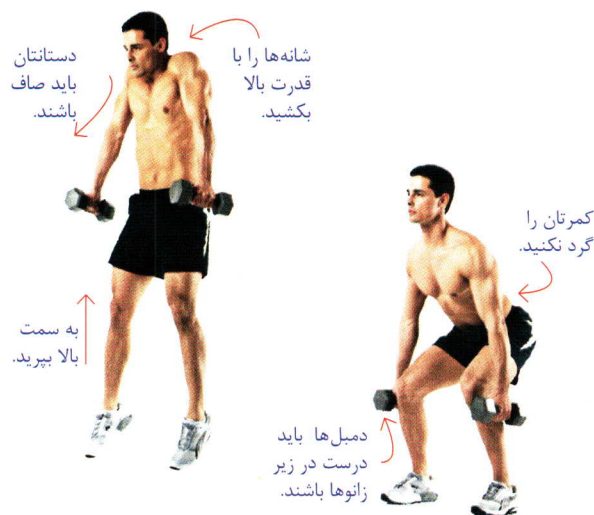 شانه‌ها را با
قدرت بالا
بکشید.
دستانتان
باید صاف
باشند.
کمرتان را
گرد نکنید.
به سمت
بالا بپرید.
دمبل‌ها باید
درست در زیر
زانوها باشند.